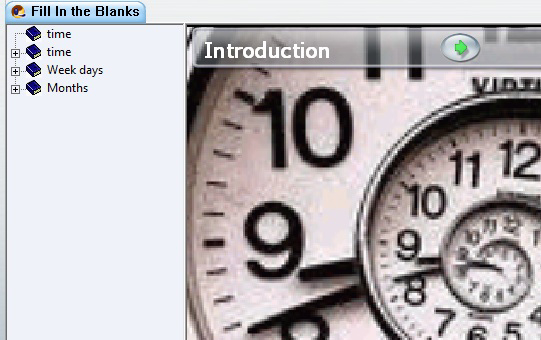 Fill In the Blanks
time
time
Week days
Months
Introduction
10
9
11 12
10
9
8
7 6 5